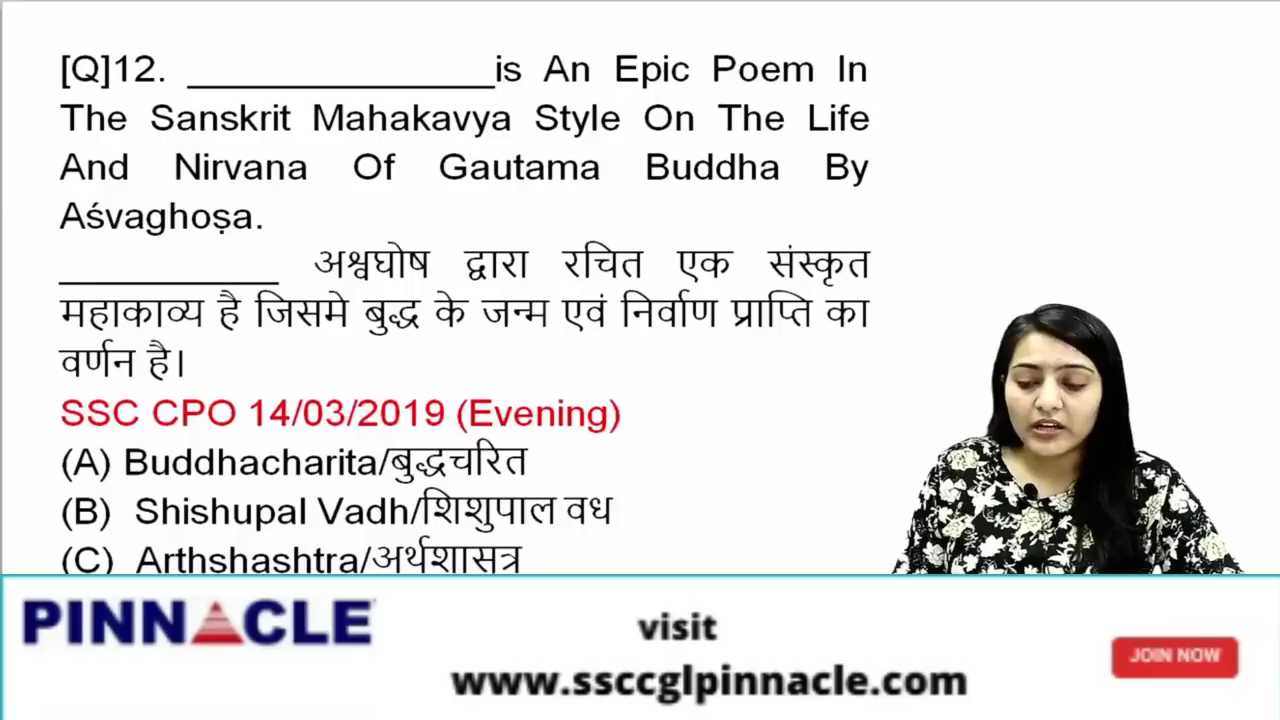 [Q]12. _______________is An Epic Poem In
The Sanskrit Mahakavya Style On The Life
And Nirvana Of Gautama Buddha By
Aśvaghoṣa.
___________ अश्वघोष द्वारा रचित एक संस्कृत
महाकाव्य है जिसमे बुद्ध के जन्म एवं निर्वाण प्राप्ति का
वर्णन है।
SSC CPO 14/03/2019 (Evening)
(A) Buddhacharita/बुद्धचरित
(B) Shishupal Vadh/शिशुपाल वध
(C) Arthshashtra/अर्थशासत्र
PINNACLE
visit
www.ssccglpinnacle.com
JOIN NOW